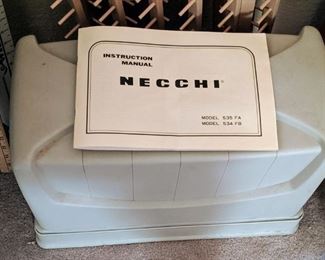 INSTRUCTION
MANUAL
NECCHI
MODEL 535 FA
MODEL 534 FB